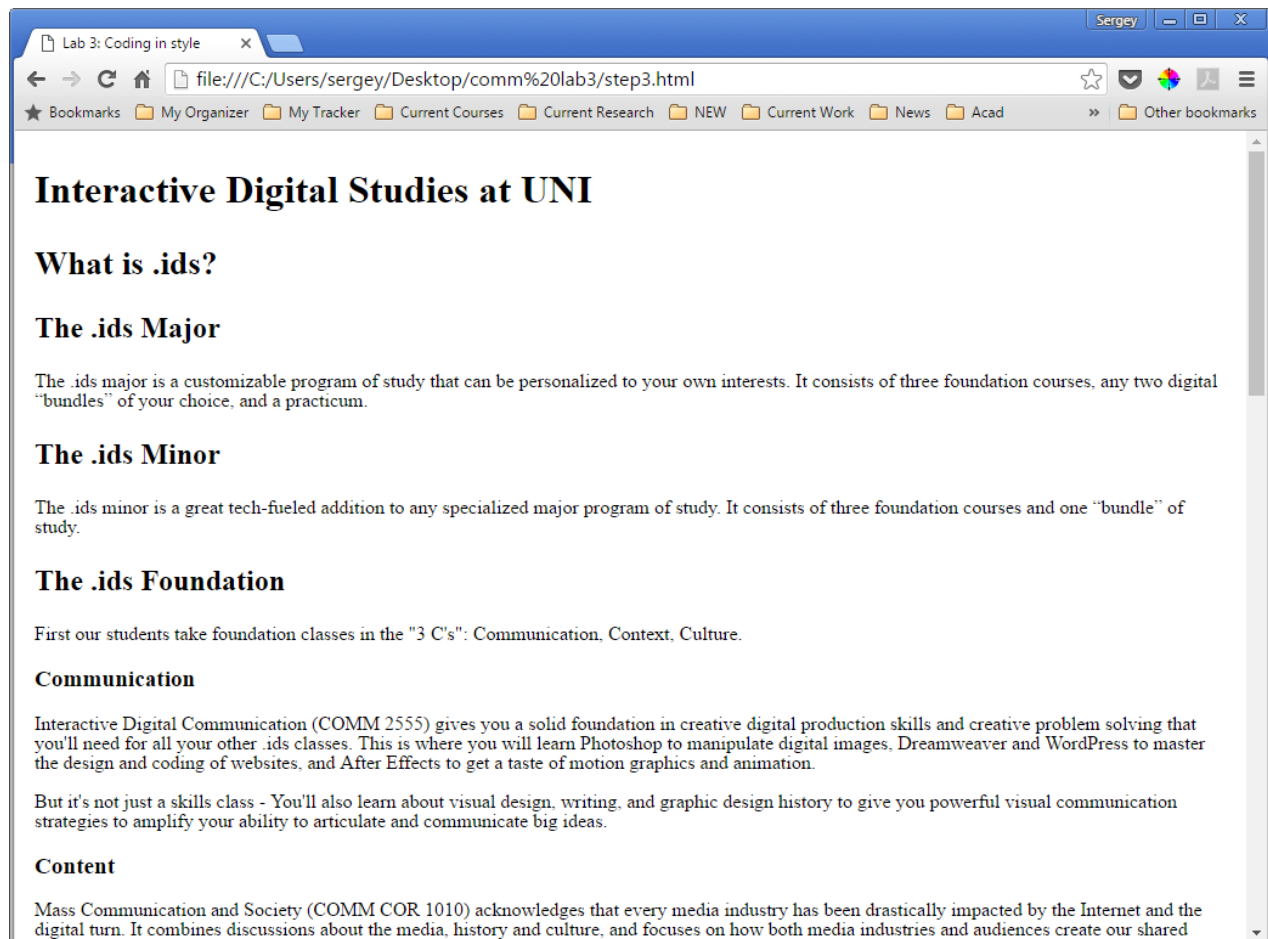 Sergey
Lab 3: Coding in style
file:///C:/Users/sergey/Desktop/comm%20lab3/step3.html
Bookmarks My Organizer My Tracker Current Courses Current Research NEW Current Work News Acad » Other bookmarks
Interactive Digital Studies at UNI
What is .ids?
The .ids Major
The .ids major is a customizable program of study that can be personalized to your own interests. It consists of three foundation courses, any two digital
“bundles” of your choice, and a practicum.
The .ids Minor
The .ids minor is a great tech-fueled addition to any specialized major program of study. It consists of three foundation courses and one “bundle” of
study.
The .ids Foundation
First our students take foundation classes in the "3 C's": Communication, Context, Culture.
Communication
Interactive Digital Communication (COMM 2555) gives you a solid foundation in creative digital production skills and creative problem solving that
you'll need for all your other .ids classes. This is where you will learn Photoshop to manipulate digital images, Dreamweaver and WordPress to master
the design and coding of websites, and After Effects to get a taste of motion graphics and animation.
But it's not just a skills class - You'll also learn about visual design, writing, and graphic design history to give you powerful visual communication
strategies to amplify your ability to articulate and communicate big ideas.
Content
Mass Communication and Society (COMM COR 1010) acknowledges that every media industry has been drastically impacted by the Internet and the
digital turn. It combines discussions about the media, history and culture, and focuses on how both media industries and audiences create our shared